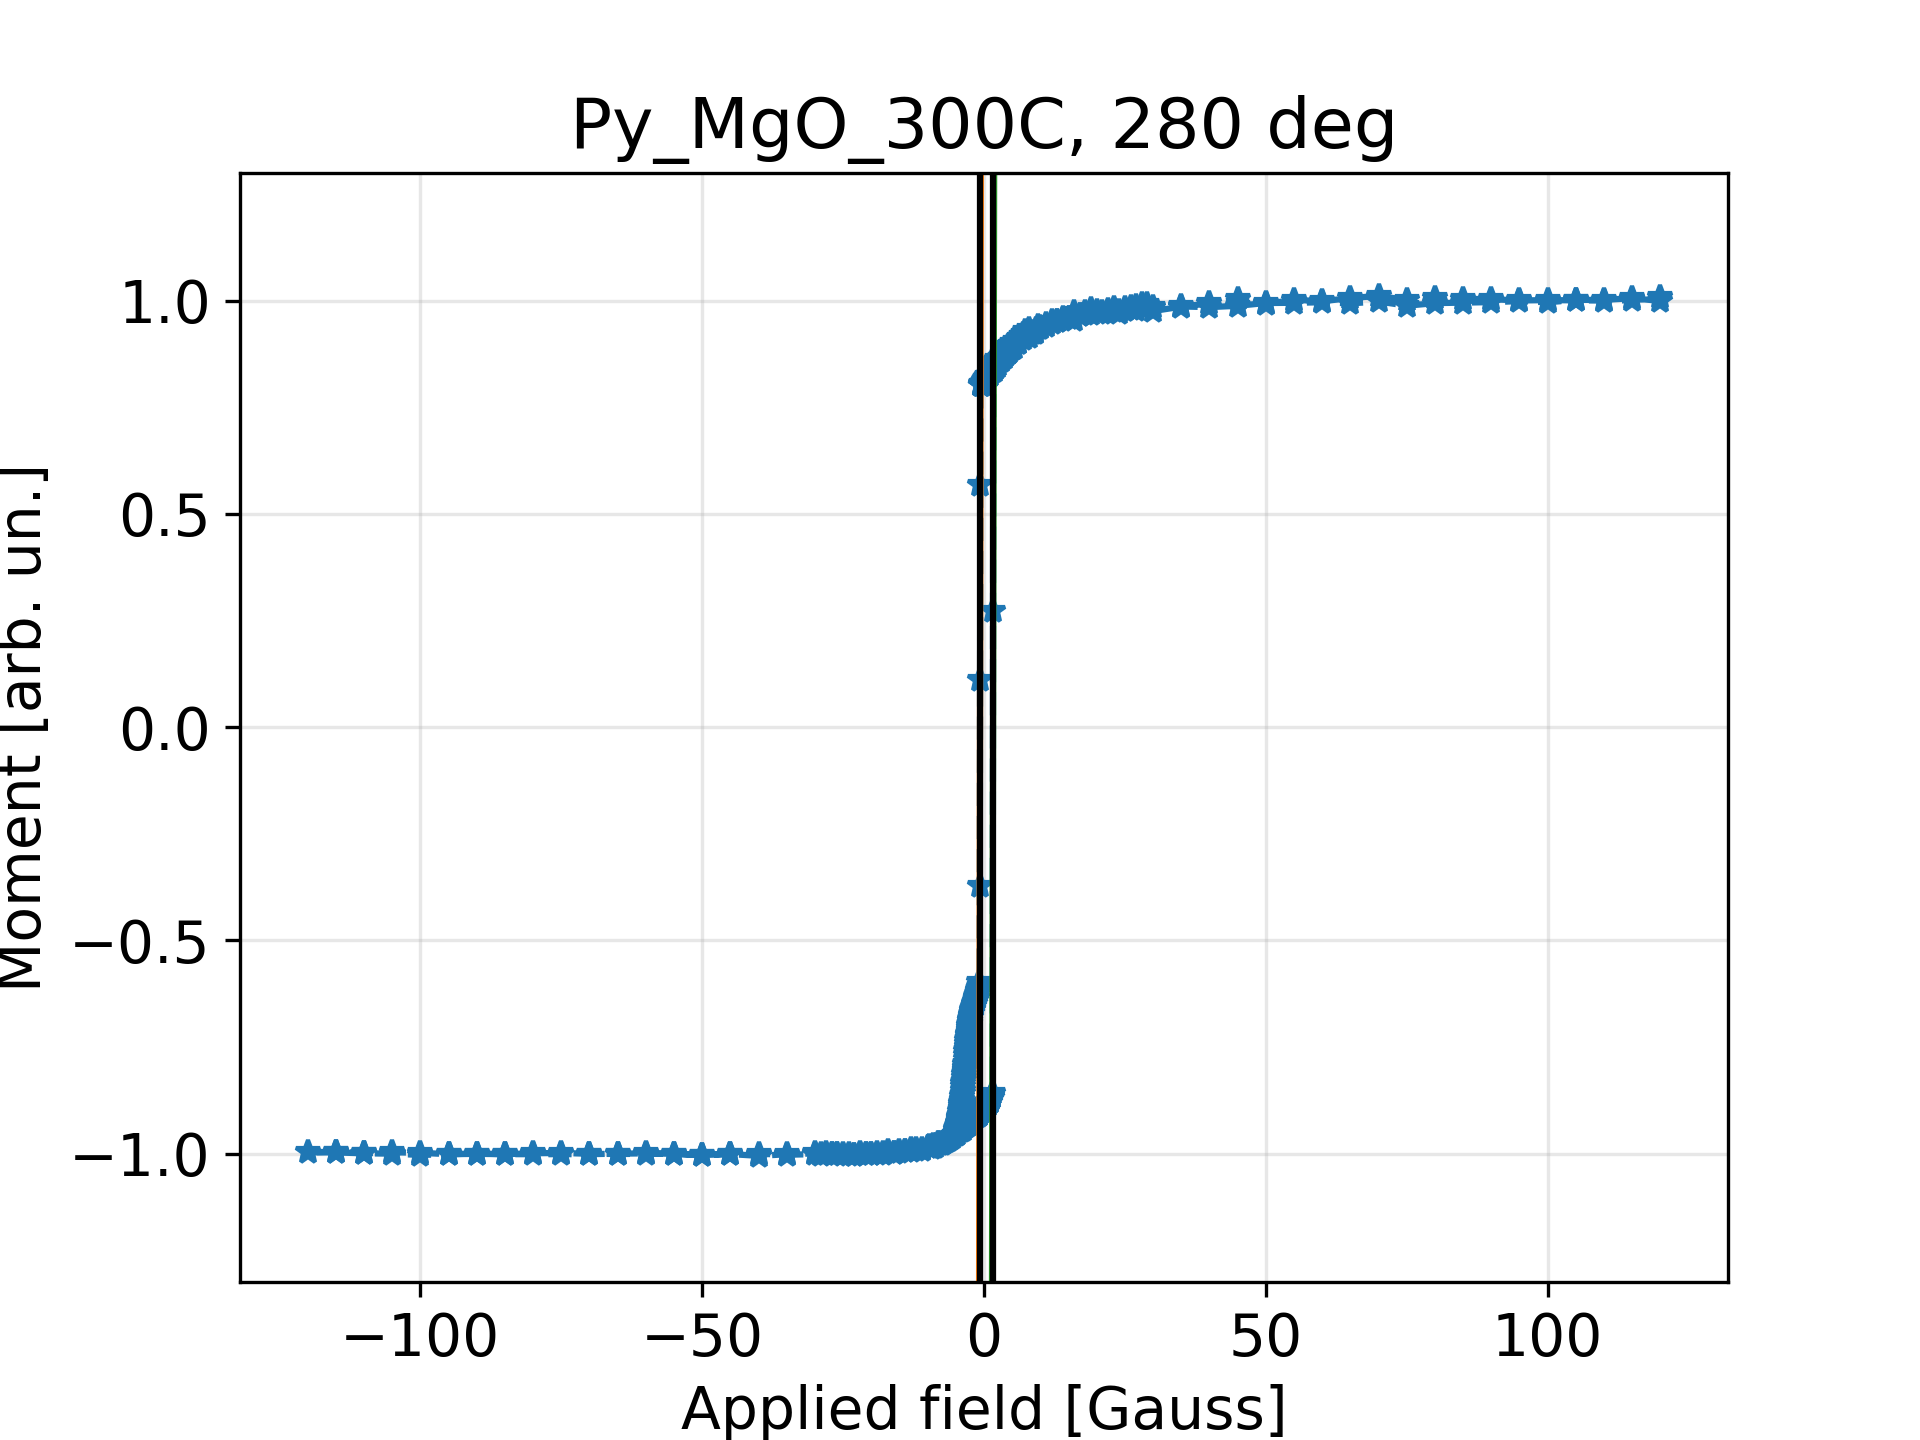 Py_MgO_300C, 280 deg
Moment [arb. un.]
1.0
0.5
0.0
−0.5
−1.0
−100 −50 0 50 100
Applied field [Gauss]